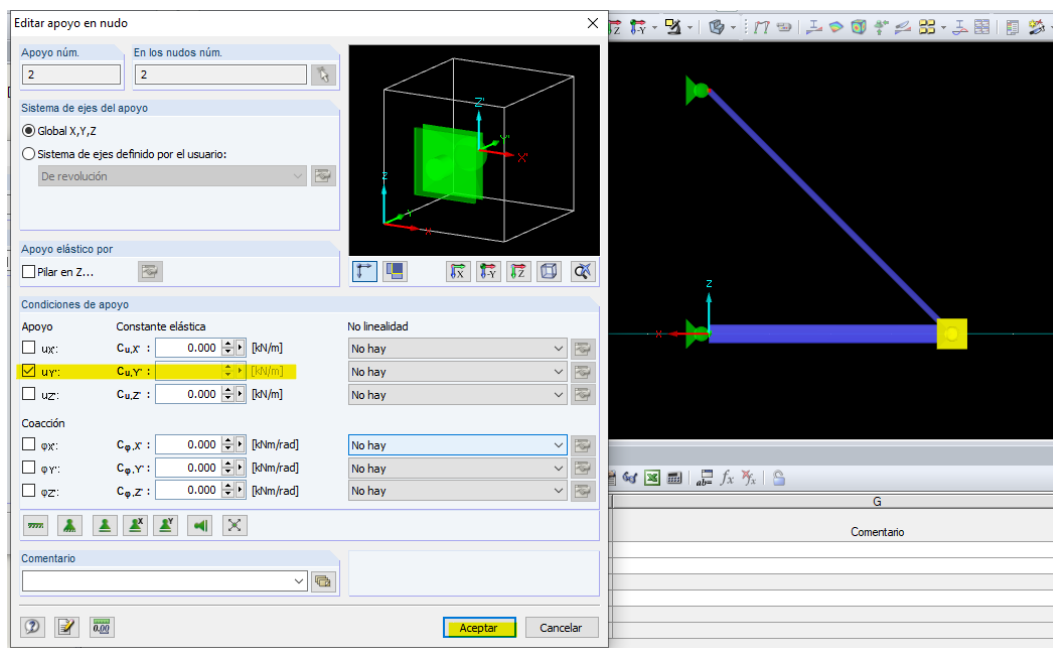 Editar apoyo en nudo
Apoyo núm.
En los nudos núm.
2
2
Sistema de ejes del apoyo
Global X,Y,Z
Sistema de ejes definido por el usuario:
De revolución
Apoyo elástico por
Pilar en Z...
Z'
Y'
X'
Z
Y
X
X
-Y
Z
Condiciones de apoyo
Apoyo
Constante elástica
No linealidad
uX':
Cu,X' :
0.000
[kN/m]
No hay
uY':
Cu,Y' :
[kN/m]
No hay
uZ':
Cu,Z' :
0.000
[kN/m]
No hay
Coacción
φX':
Cφ,X' :
0.000
[kNm/rad]
No hay
φY':
Cφ,Y' :
0.000
[kNm/rad]
No hay
φZ':
Cφ,Z' :
0.000
[kNm/rad]
No hay
X
Y
Comentario
0.00
Aceptar
Cancelar
Z
-Y
Z
X
fx
G
Comentario